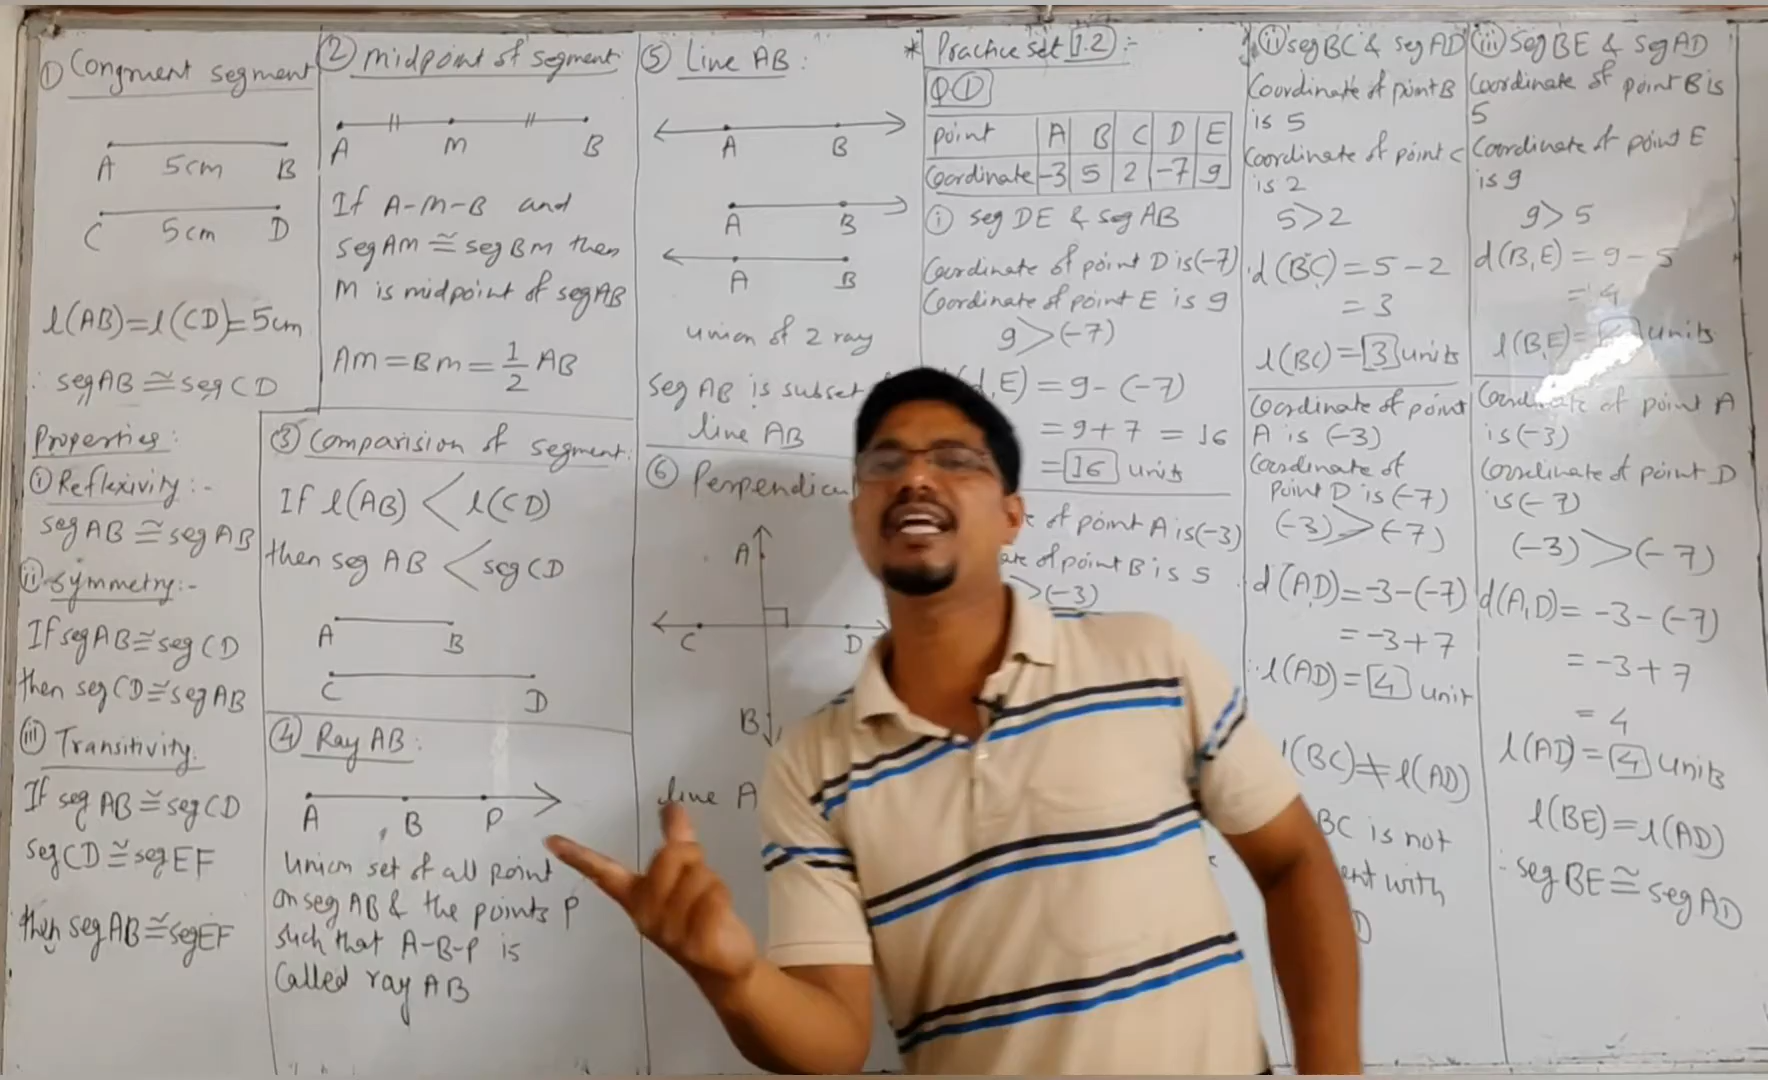 ① Congruent segment
A 5cm B
C 5cm D
l(AB)=l(CD)=5cm
∴ seg AB ≅ seg CD
Properties:
ⓘ Reflexivity:-
seg AB ≅ seg AB
ⓘⓘ Symmetry:-
If seg AB ≅ seg CD
then seg CD ≅ seg AB
ⓘⓘⓘ Transitivity.
If seg AB ≅ seg CD
seg CD ≅ seg EF
then seg AB ≅ seg EF
② midpoint of segment
A M B
If A-M-B and
seg AM ≅ seg BM then
M is midpoint of seg AB
AM = BM = 1/2 AB
③ Comparision of segment:
If l(AB) < l(CD)
then seg AB < seg CD
A B
C D
④ Ray AB:
A B P
Union set of all point
on seg AB & the points P
such that A-B-P is
Called ray AB
⑤ Line AB:
A B
A B
A B
union of 2 ray
Seg AB is subset
line AB
⑥ Perpendicu
A
C D
B
line A
* Practice set 1.2 :-
Q ①
point A B C D E
Coordinate -3 5 2 -7 9
ⓘ seg DE & seg AB
Coordinate of point D is (-7)
Coordinate of point E is 9
9 > (-7)
,E) = 9-(-7)
= 9+7 = 16
= 16 units
of point A is (-3)
of point B is 5
>(-3)
ⓘⓘ seg BC & seg AD
Coordinate of point B
is 5
Coordinate of point C
is 2
5>2
d(BC) = 5-2
= 3
l(BC) = 3 units
Coordinate of point
A is (-3)
Coordinate of
point D is (-7)
(-3) > (-7)
d(AD) = -3-(-7)
= -3+7
∴ l(AD) = 4 unit
(BC) ≠ l(AD)
BC is not
ent with
ⓘⓘⓘ seg BE & seg AD
Coordinate of point B is
5
Coordinate of point E
is 9
9 > 5
d(B,E) = 9-5
= 4
l(BE) = units
Coordinate of point A
is (-3)
Coordinate of point D
is (-7)
(-3) > (-7)
d(A,D) = -3-(-7)
= -3+7
= 4
l(AD) = 4 units
l(BE) = l(AD)
∴ seg BE ≅ seg AD